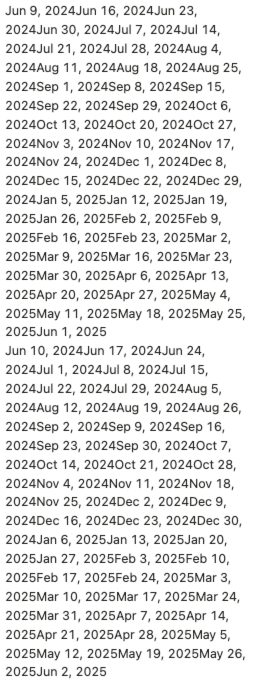 Jun 9, 2024Jun 16, 2024Jun 23,
2024Jun 30, 2024Jul 7, 2024Jul 14,
2024Jul 21, 2024Jul 28, 2024Aug 4,
2024Aug 11, 2024Aug 18, 2024Aug 25,
2024Sep 1, 2024Sep 8, 2024Sep 15,
2024Sep 22, 2024Sep 29, 2024Oct 6,
2024Oct 13, 2024Oct 20, 2024Oct 27,
2024Nov 3, 2024Nov 10, 2024Nov 17,
2024Nov 24, 2024Dec 1, 2024Dec 8,
2024Dec 15, 2024Dec 22, 2024Dec 29,
2024Jan 5, 2025Jan 12, 2025Jan 19,
2025Jan 26, 2025Feb 2, 2025Feb 9,
2025Feb 16, 2025Feb 23, 2025Mar 2,
2025Mar 9, 2025Mar 16, 2025Mar 23,
2025Mar 30, 2025Apr 6, 2025Apr 13,
2025Apr 20, 2025Apr 27, 2025May 4,
2025May 11, 2025May 18, 2025May 25,
2025Jun 1, 2025
Jun 10, 2024Jun 17, 2024Jun 24,
2024Jul 1, 2024Jul 8, 2024Jul 15,
2024Jul 22, 2024Jul 29, 2024Aug 5,
2024Aug 12, 2024Aug 19, 2024Aug 26,
2024Sep 2, 2024Sep 9, 2024Sep 16,
2024Sep 23, 2024Sep 30, 2024Oct 7,
2024Oct 14, 2024Oct 21, 2024Oct 28,
2024Nov 4, 2024Nov 11, 2024Nov 18,
2024Nov 25, 2024Dec 2, 2024Dec 9,
2024Dec 16, 2024Dec 23, 2024Dec 30,
2024Jan 6, 2025Jan 13, 2025Jan 20,
2025Jan 27, 2025Feb 3, 2025Feb 10,
2025Feb 17, 2025Feb 24, 2025Mar 3,
2025Mar 10, 2025Mar 17, 2025Mar 24,
2025Mar 31, 2025Apr 7, 2025Apr 14,
2025Apr 21, 2025Apr 28, 2025May 5,
2025May 12, 2025May 19, 2025May 26,
2025Jun 2, 2025